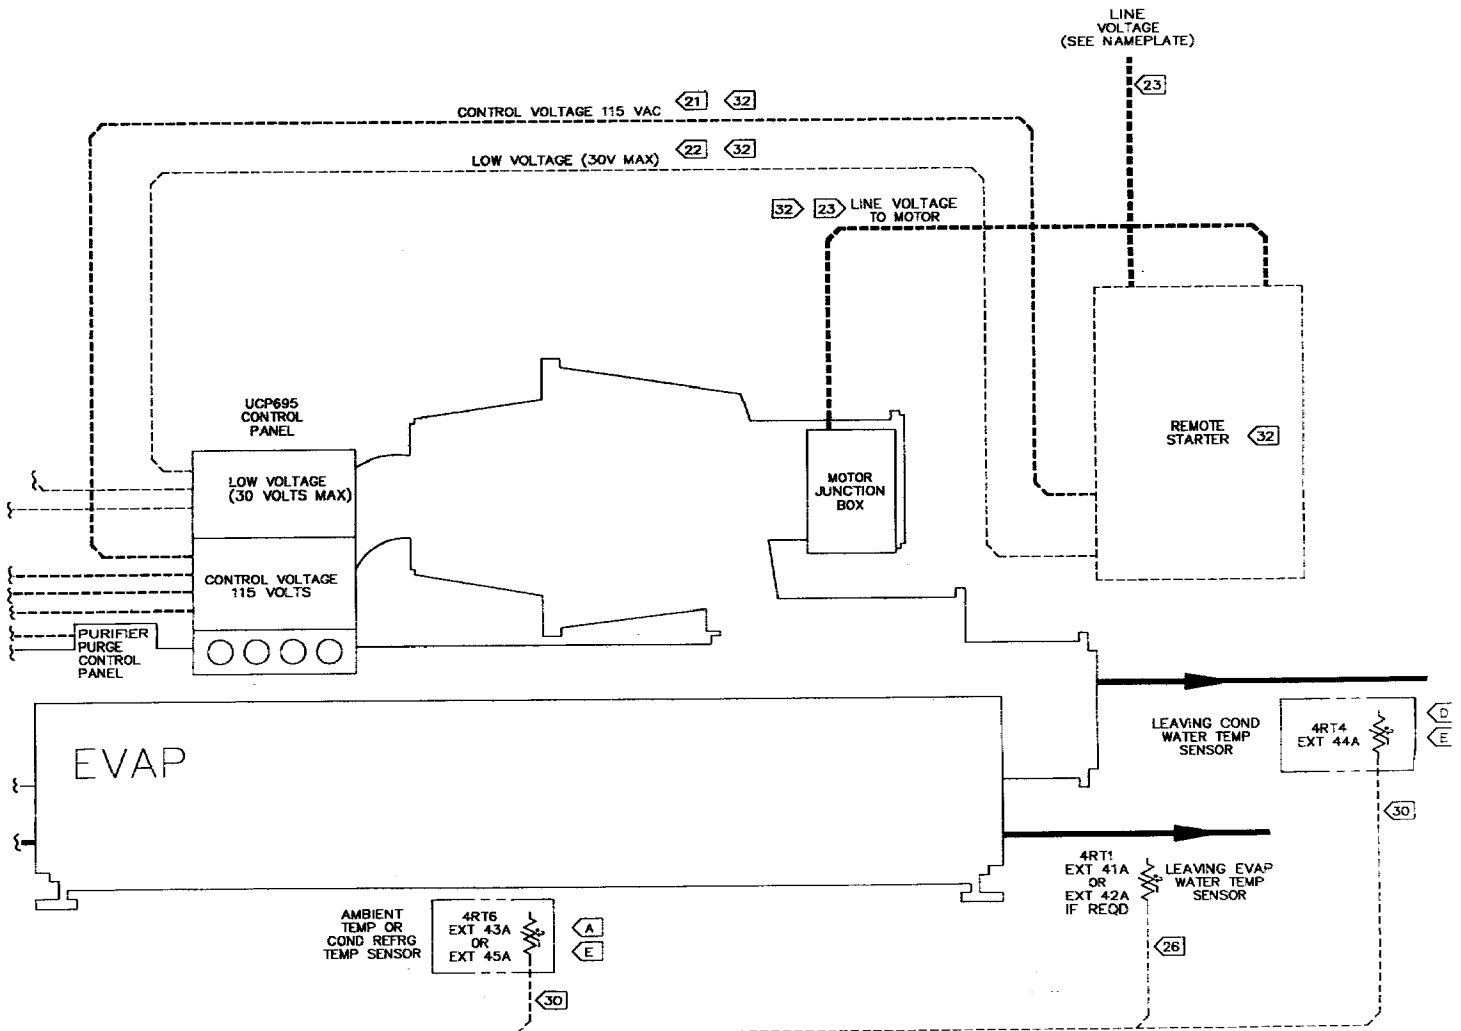 LINE
VOLTAGE
(SEE NAMEPLATE)
23
CONTROL VOLTAGE 115 VAC 21 32
LOW VOLTAGE (30V MAX) 22 32
32 23 LINE VOLTAGE
TO MOTOR
UCP695
CONTROL
PANEL
LOW VOLTAGE
(30 VOLTS MAX)
MOTOR
JUNCTION
BOX
REMOTE
STARTER 32
CONTROL VOLTAGE
115 VOLTS
PURIFIER
PURGE
CONTROL
PANEL
EVAP
LEAVING COND
WATER TEMP
SENSOR
4RT4
EXT 44A
D
E
30
4RT1
EXT 41A
OR
EXT 42A
IF REQD
LEAVING EVAP
WATER TEMP
SENSOR
26
AMBIENT
TEMP OR
COND REFRG
TEMP SENSOR
4RT6
EXT 43A
OR
EXT 45A
A
E
30